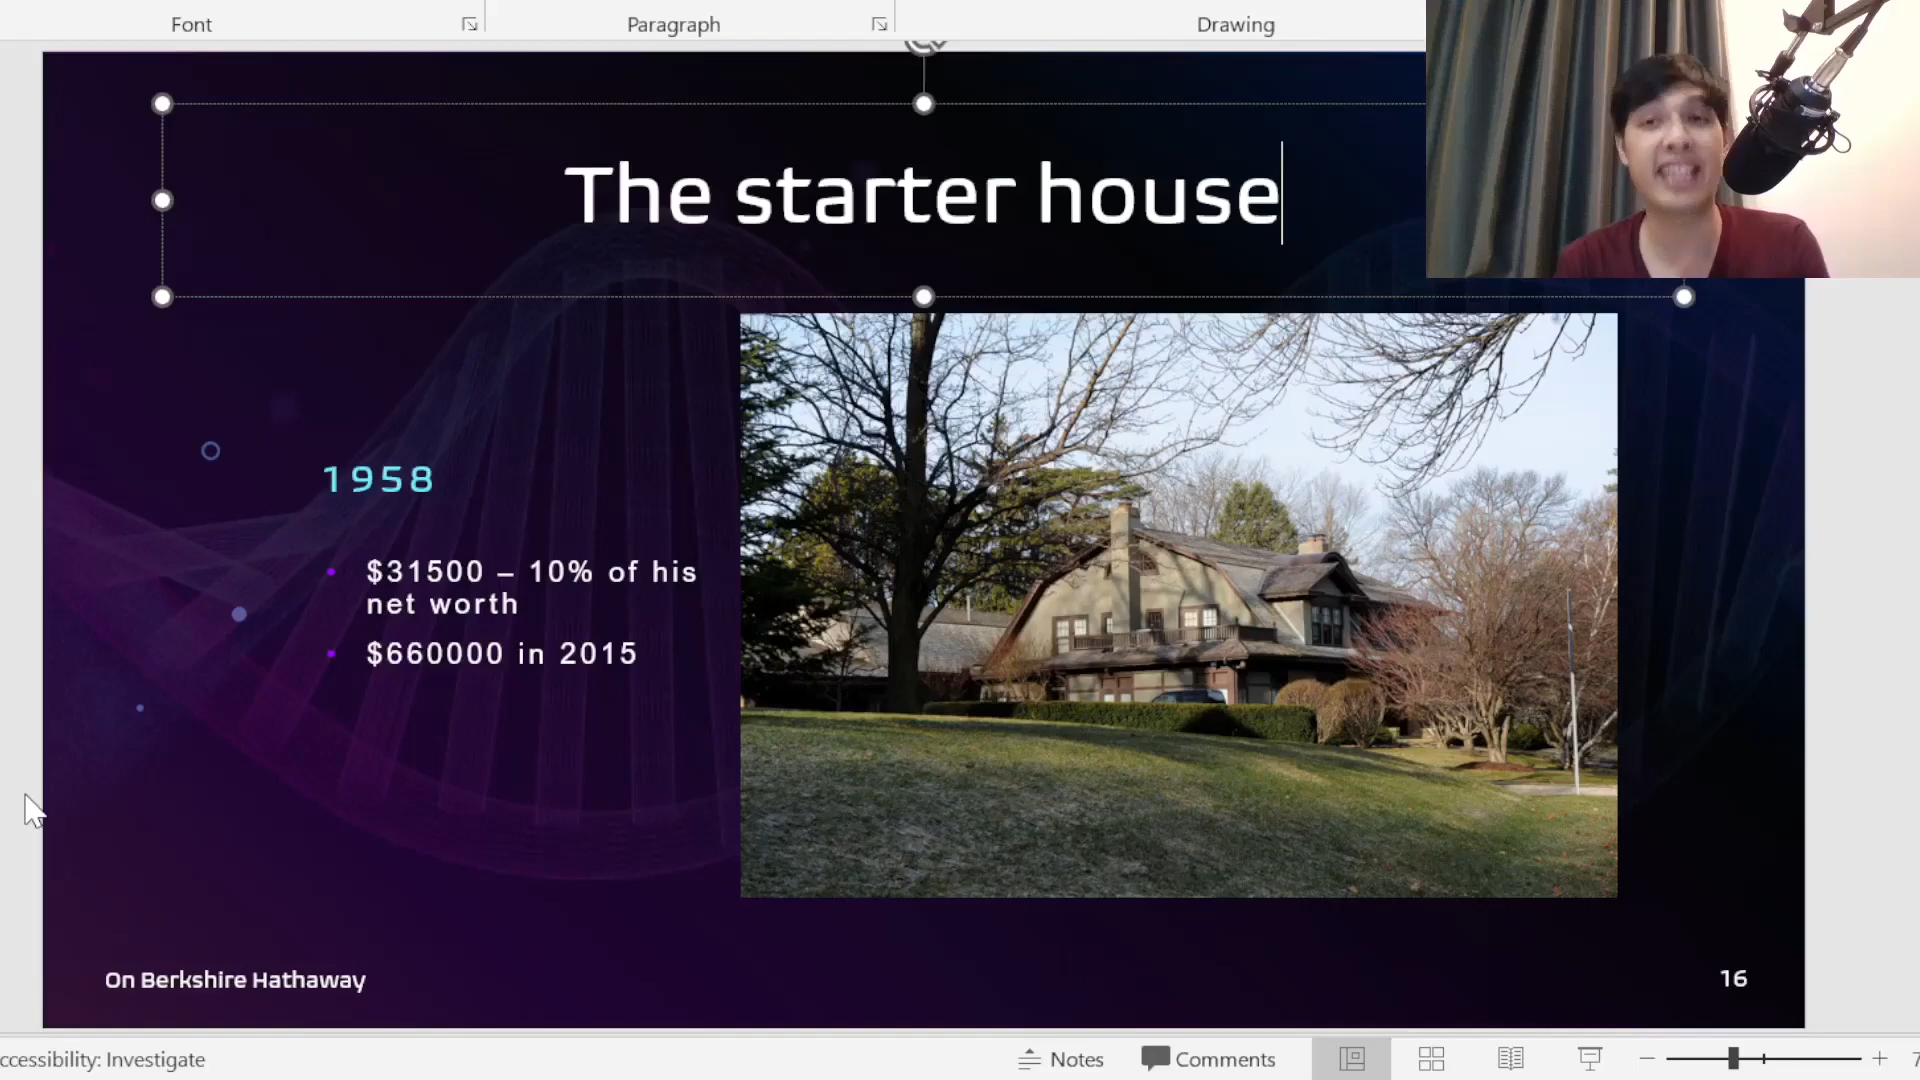 Font
Paragraph
Drawing
The starter house
1958
$31500 – 10% of his
net worth
$660000 in 2015
On Berkshire Hathaway
16
ccessibility: Investigate
Notes
Comments
7